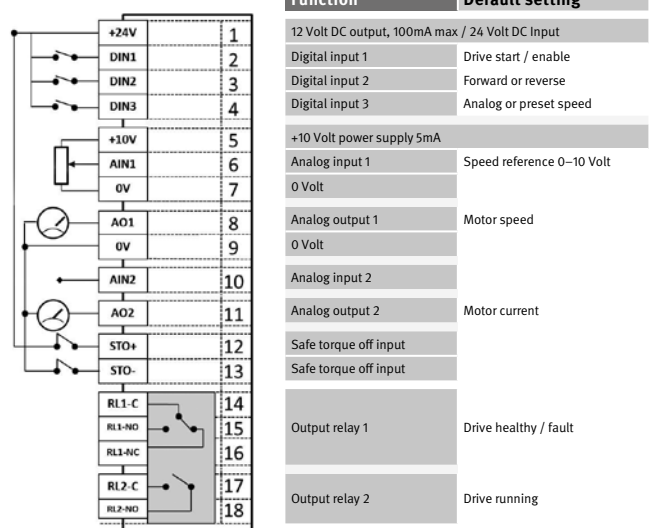 Function Default setting
+24V 1 12 Volt DC output, 100mA max / 24 Volt DC Input
DIN1 2 Digital input 1 Drive start / enable
DIN2 3 Digital input 2 Forward or reverse
DIN3 4 Digital input 3 Analog or preset speed
+10V 5 +10 Volt power supply 5mA
AIN1 6 Analog input 1 Speed reference 0–10 Volt
0V 7 0 Volt
AO1 8 Analog output 1 Motor speed
0V 9 0 Volt
AIN2 10 Analog input 2
AO2 11 Analog output 2 Motor current
STO+ 12 Safe torque off input
STO- 13 Safe torque off input
RL1-C 14
RL1-NO 15 Output relay 1 Drive healthy / fault
RL1-NC 16
RL2-C 17
Output relay 2 Drive running
RL2-NO 18